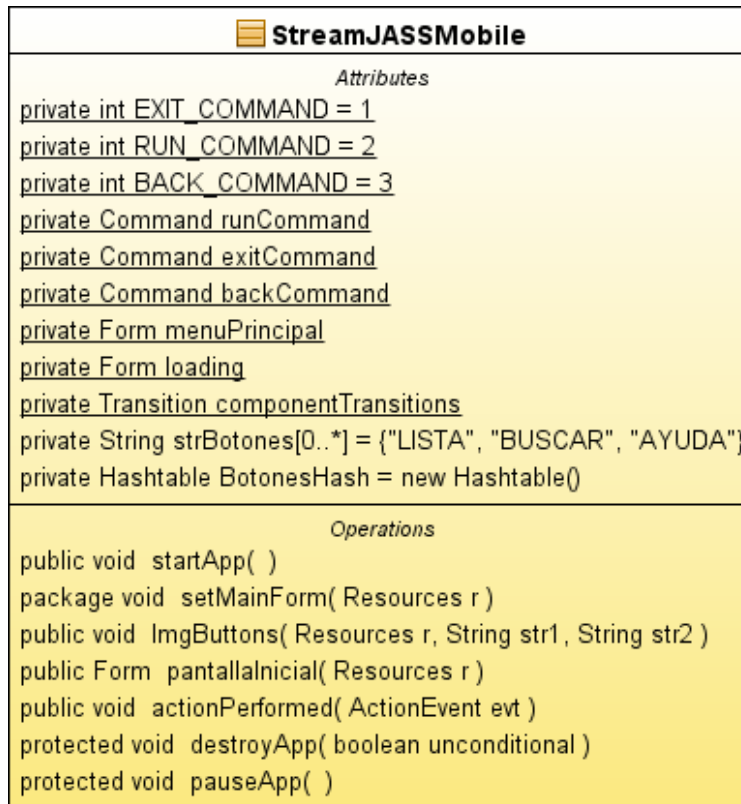 StreamJASSMobile
Attributes
private int EXIT_COMMAND = 1
private int RUN_COMMAND = 2
private int BACK_COMMAND = 3
private Command runCommand
private Command exitCommand
private Command backCommand
private Form menuPrincipal
private Form loading
private Transition componentTransitions
private String strBotones[0..*] = {"LISTA", "BUSCAR", "AYUDA"}
private Hashtable BotonesHash = new Hashtable()
Operations
public void startApp( )
package void setMainForm( Resources r )
public void ImgButtons( Resources r, String str1, String str2 )
public Form pantallaInicial( Resources r )
public void actionPerformed( ActionEvent evt )
protected void destroyApp( boolean unconditional )
protected void pauseApp( )